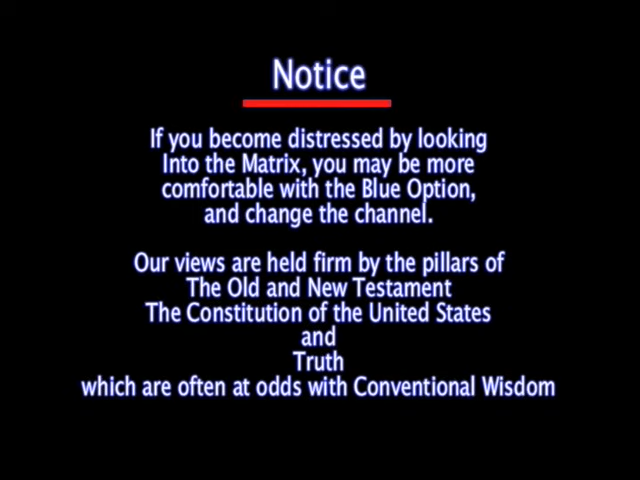 Notice
If you become distressed by looking
Into the Matrix, you may be more
comfortable with the Blue Option,
and change the channel.
Our views are held firm by the pillars of
The Old and New Testament
The Constitution of the United States
and
Truth
which are often at odds with Conventional Wisdom